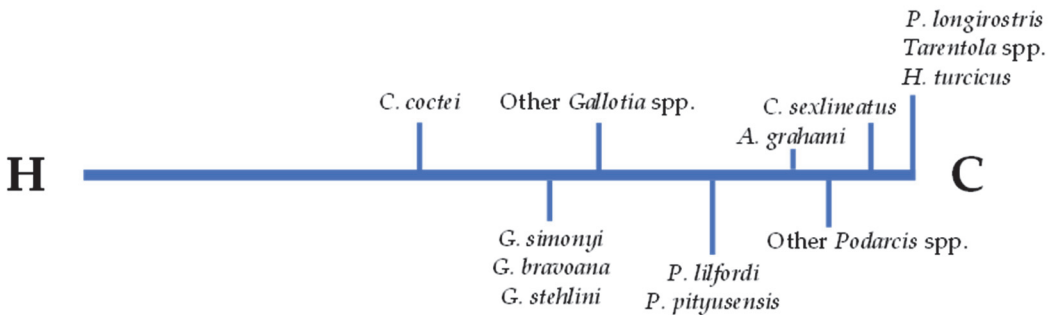 P. longirostris
Tarentola spp.
H. turcicus
C. coctei
Other Gallotia spp.
C. sexlineatus
A. grahami
H
C
G. simonyi
G. bravoana
G. stehlini
P. lilfordi
P. pityusensis
Other Podarcis spp.